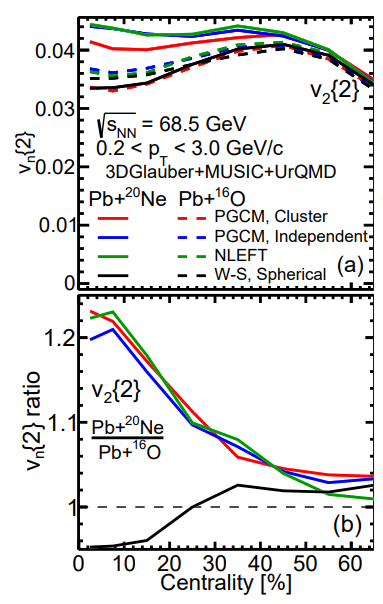 0.04
0.03
0.02
0.01
0
v_n{2}
v_2{2}
√s_NN = 68.5 GeV
0.2 < p_T < 3.0 GeV/c
3DGlauber+MUSIC+UrQMD
Pb+^20Ne Pb+^16O
PGCM, Cluster
PGCM, Independent
NLEFT
W-S, Spherical
(a)
1.2
1.1
1
v_n{2} ratio
v_2{2}
Pb+^20Ne
Pb+^16O
(b)
0 10 20 30 40 50 60
Centrality [%]